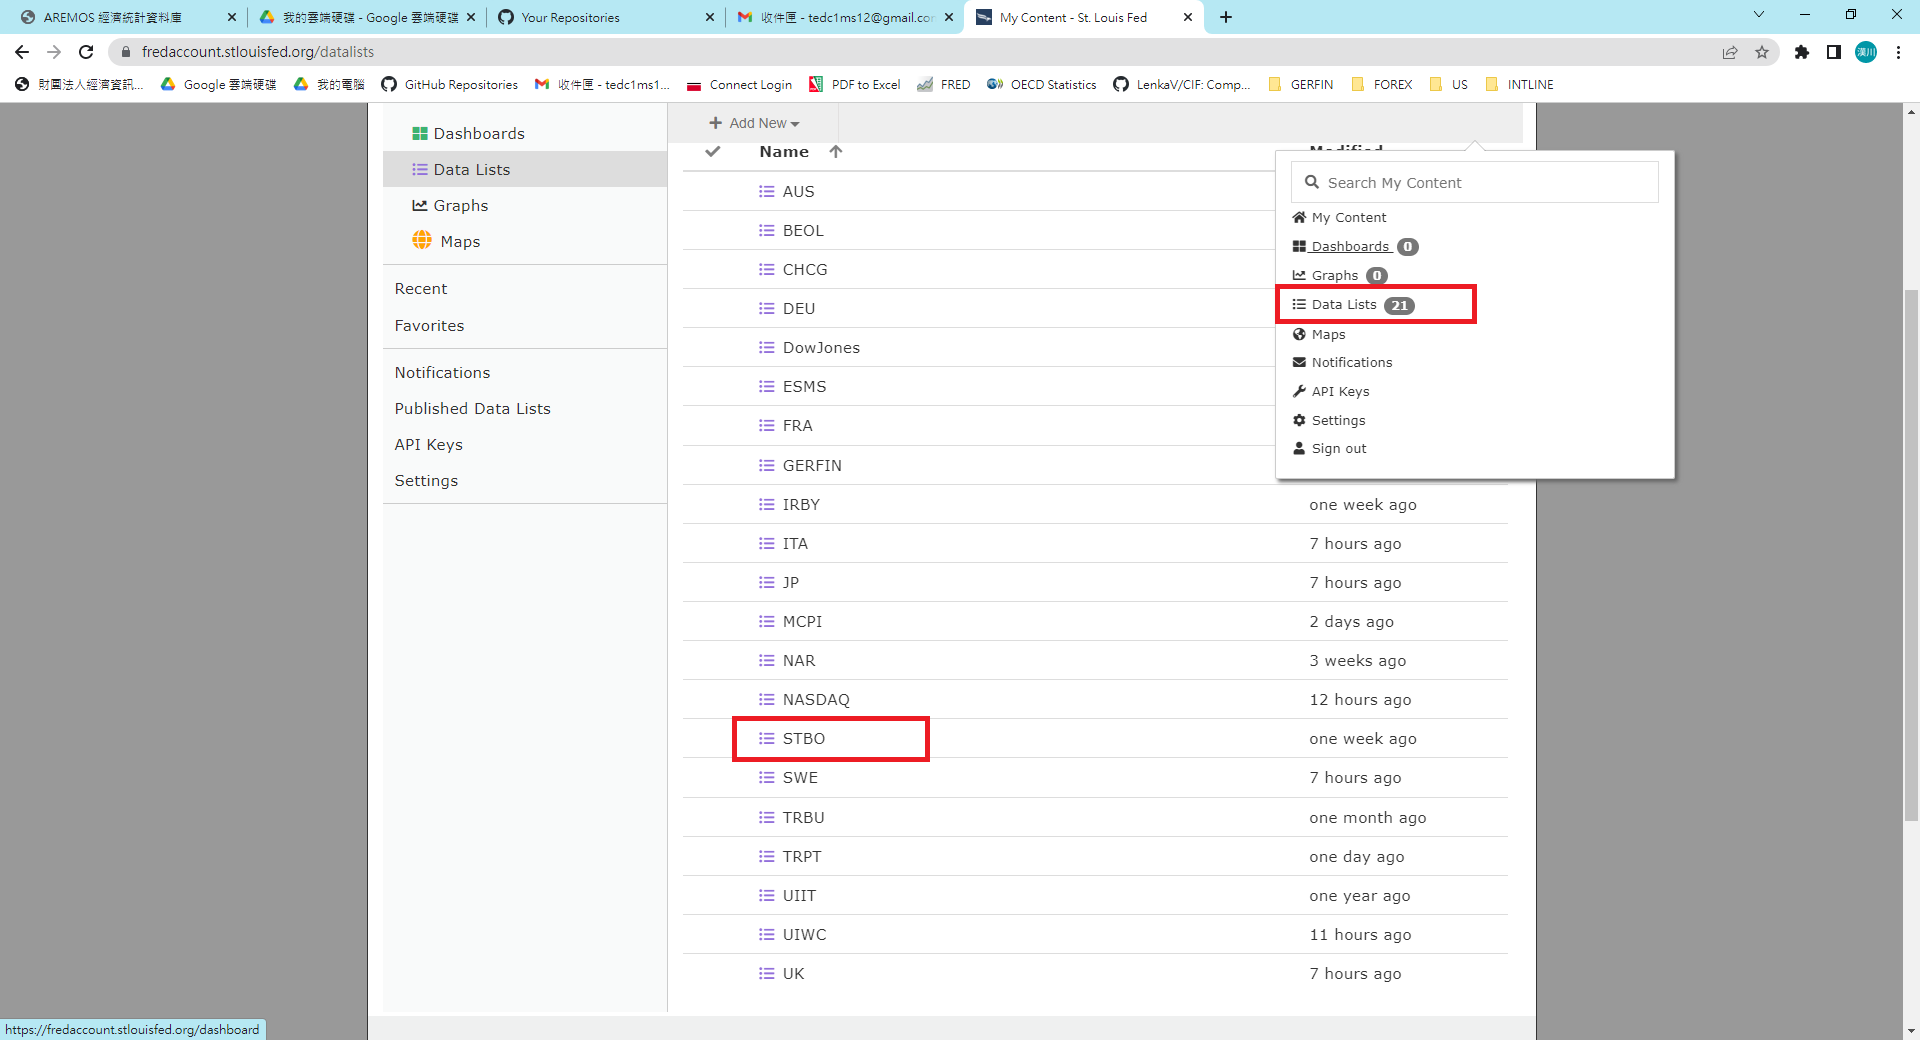 AREMOS 經濟統計資料庫
我的雲端硬碟 - Google 雲端硬碟
Your Repositories
收件匣 - tedc1ms12@gmail.co
My Content - St. Louis Fed
fredaccount.stlouisfed.org/datalists
漢川
財團法人經濟資訊...
Google 雲端硬碟
我的電腦
GitHub Repositories
收件匣 - tedc1ms1...
Connect Login
PDF to Excel
FRED
OECD Statistics
LenkaV/CIF: Comp...
GERFIN
FOREX
US
INTLINE
Dashboards
Data Lists
Graphs
Maps
Recent
Favorites
Notifications
Published Data Lists
API Keys
Settings
Add New
Name
Modified
AUS
BEOL
CHCG
DEU
DowJones
ESMS
FRA
GERFIN
IRBY one week ago
ITA 7 hours ago
JP 7 hours ago
MCPI 2 days ago
NAR 3 weeks ago
NASDAQ 12 hours ago
STBO one week ago
SWE 7 hours ago
TRBU one month ago
TRPT one day ago
UIIT one year ago
UIWC 11 hours ago
UK 7 hours ago
Search My Content
My Content
Dashboards 0
Graphs 0
Data Lists 21
Maps
Notifications
API Keys
Settings
Sign out
https://fredaccount.stlouisfed.org/dashboard